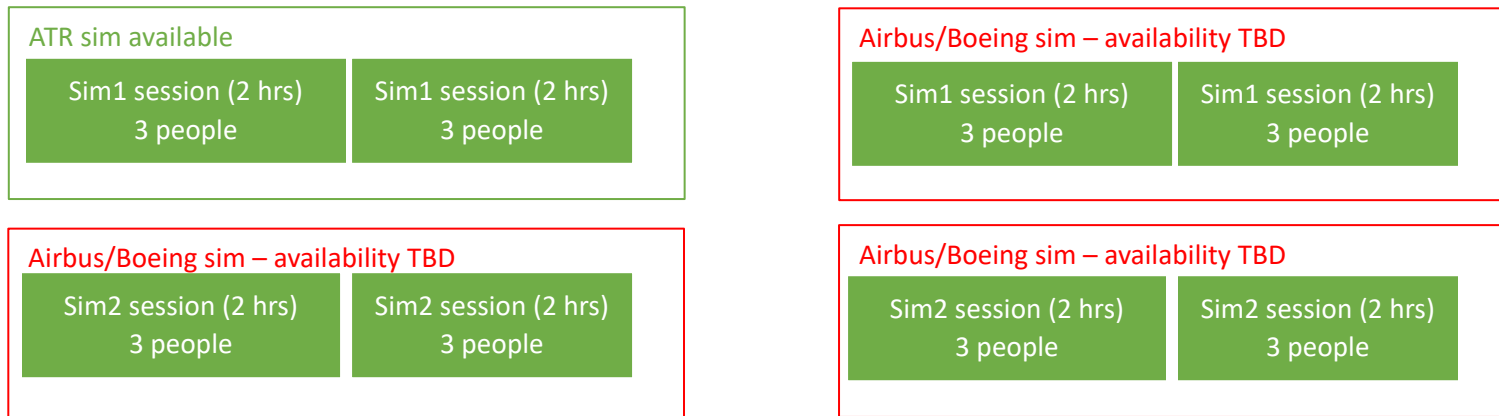 ATR sim available
Sim1 session (2 hrs)
3 people
Sim1 session (2 hrs)
3 people
Airbus/Boeing sim – availability TBD
Sim1 session (2 hrs)
3 people
Sim1 session (2 hrs)
3 people
Airbus/Boeing sim – availability TBD
Sim2 session (2 hrs)
3 people
Sim2 session (2 hrs)
3 people
Airbus/Boeing sim – availability TBD
Sim2 session (2 hrs)
3 people
Sim2 session (2 hrs)
3 people